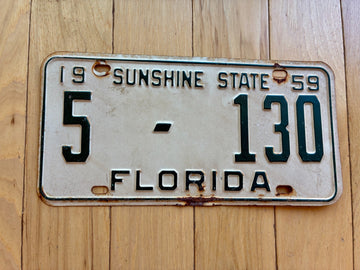 19 SUNSHINE STATE 59
5 - 130
FLORIDA